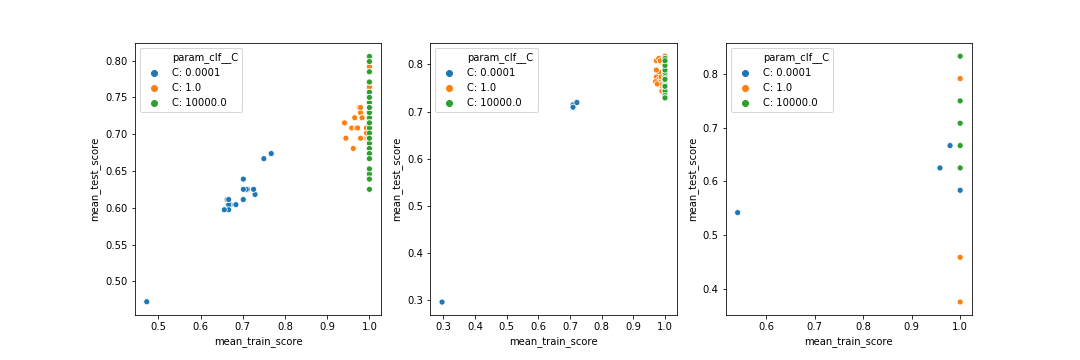 param_clf__C
C: 0.0001
C: 1.0
C: 10000.0
0.80
0.75
0.70
0.65
0.60
0.55
0.50
mean_test_score
0.5 0.6 0.7 0.8 0.9 1.0
mean_train_score
param_clf__C
C: 0.0001
C: 1.0
C: 10000.0
0.8
0.7
0.6
0.5
0.4
0.3
mean_test_score
0.3 0.4 0.5 0.6 0.7 0.8 0.9 1.0
mean_train_score
param_clf__C
C: 0.0001
C: 1.0
C: 10000.0
0.8
0.7
0.6
0.5
0.4
mean_test_score
0.6 0.7 0.8 0.9 1.0
mean_train_score